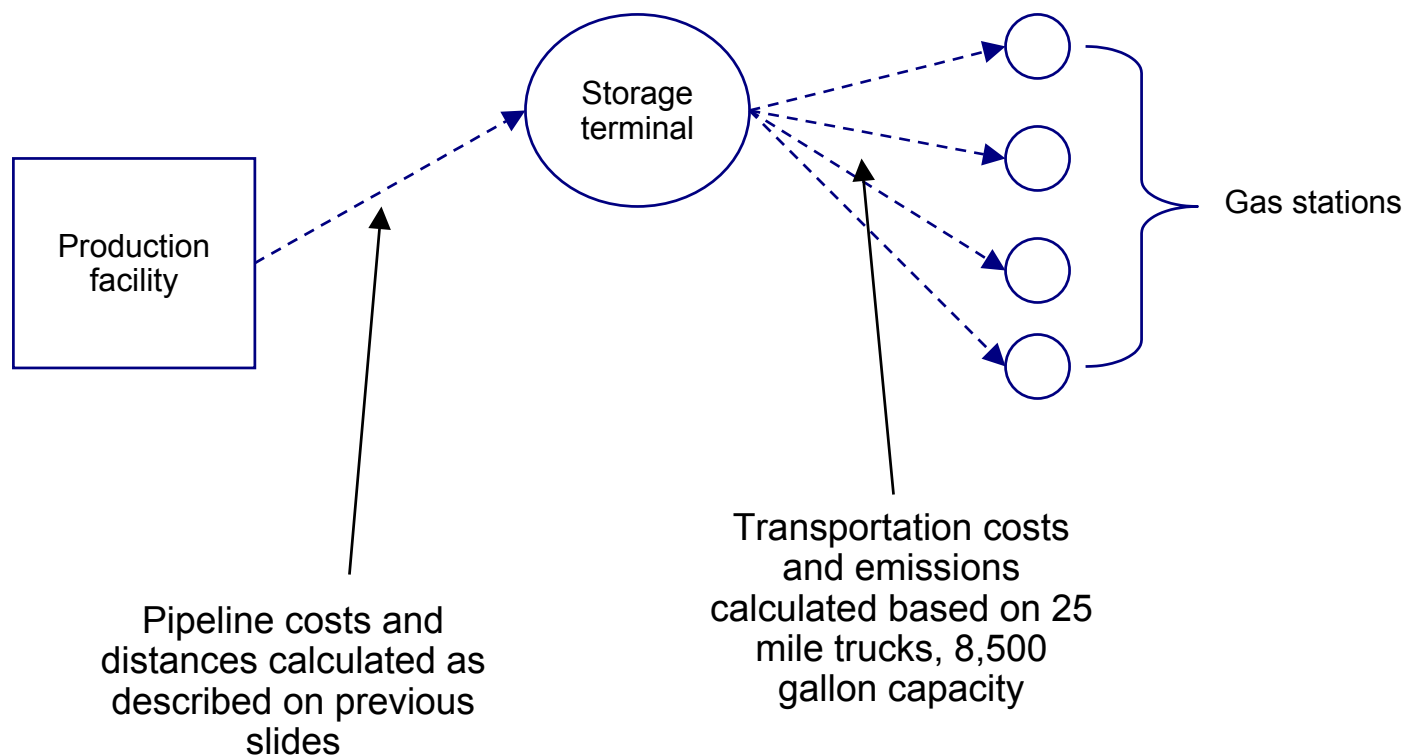 Storage
terminal
Production
facility
Gas stations
Pipeline costs and
distances calculated as
described on previous
slides
Transportation costs
and emissions
calculated based on 25
mile trucks, 8,500
gallon capacity